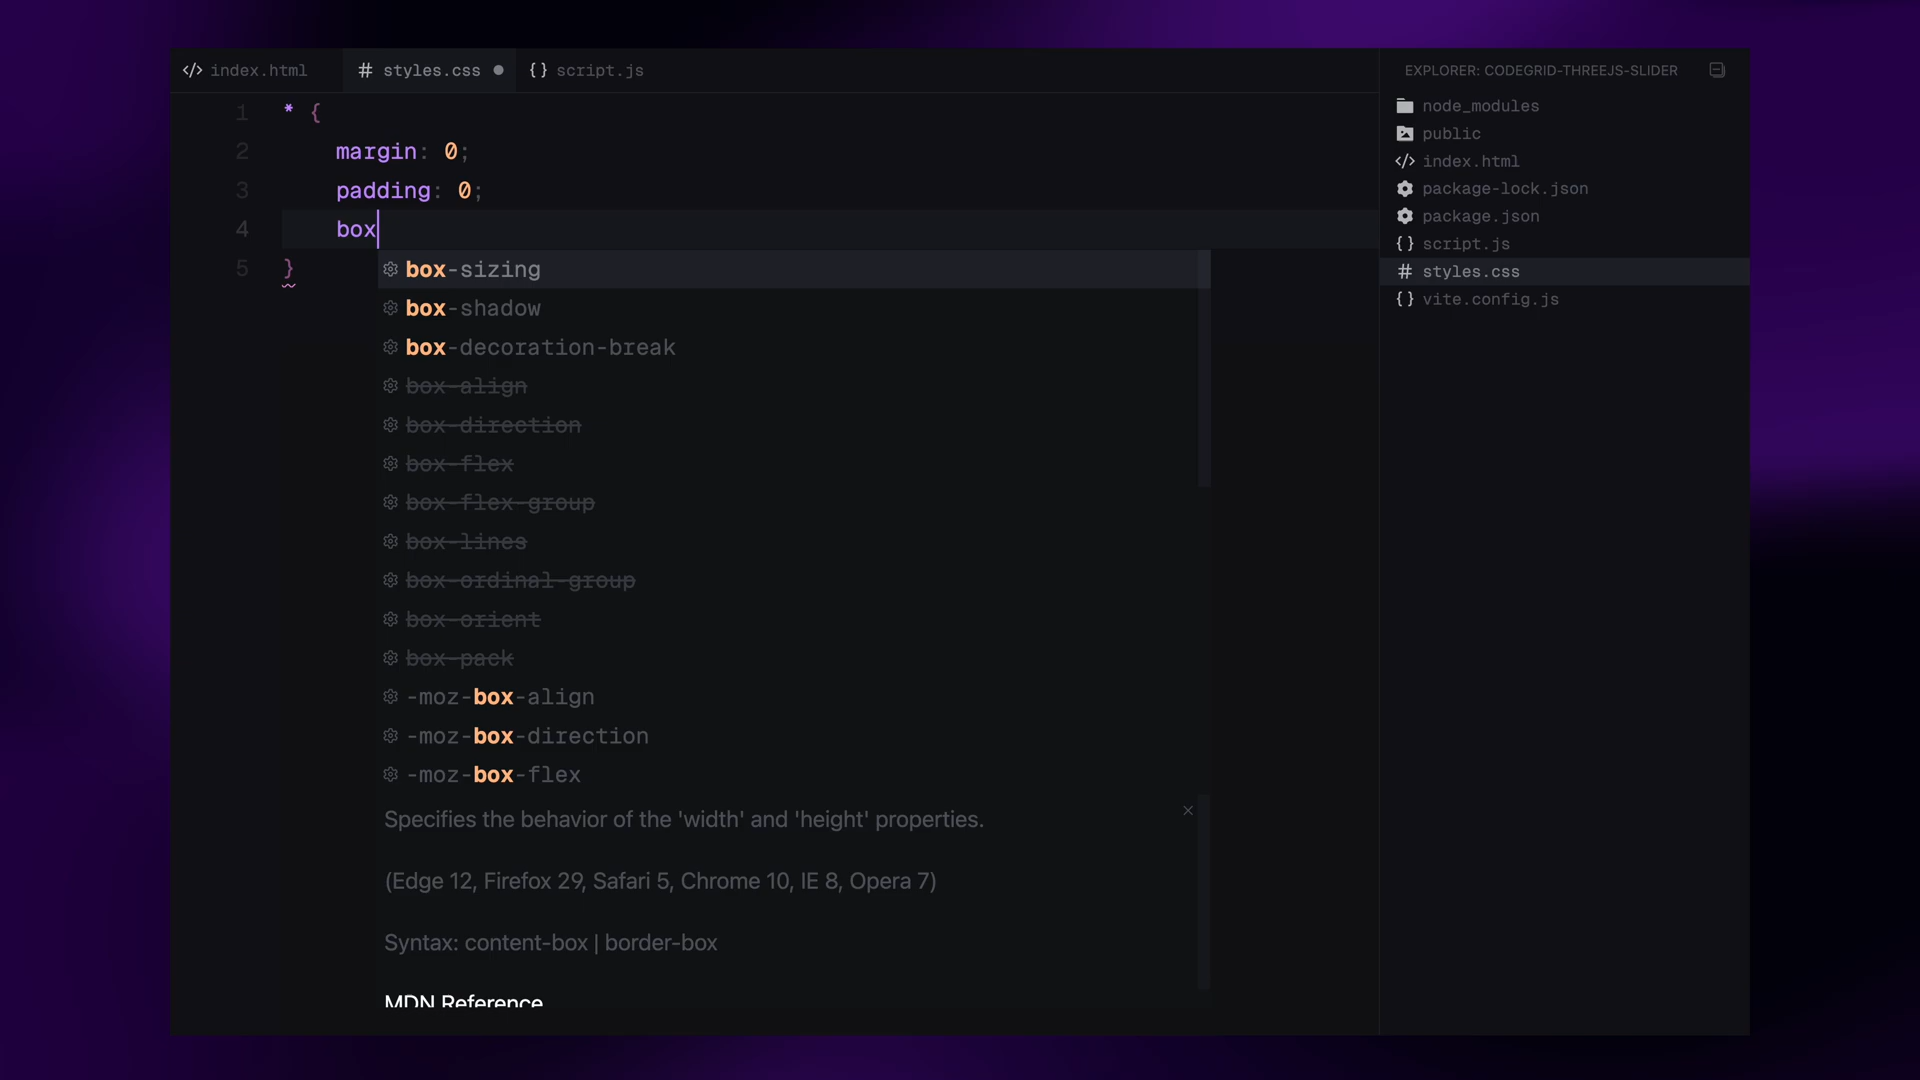 index.html
styles.css
script.js
EXPLORER: CODEGRID-THREEJS-SLIDER
1 * {
2 margin: 0;
3 padding: 0;
4 box
5 }
box-sizing
box-shadow
box-decoration-break
box-align
box-direction
box-flex
box-flex-group
box-lines
box-ordinal-group
box-orient
box-pack
-moz-box-align
-moz-box-direction
-moz-box-flex
Specifies the behavior of the 'width' and 'height' properties.
(Edge 12, Firefox 29, Safari 5, Chrome 10, IE 8, Opera 7)
Syntax: content-box | border-box
MDN Reference
node_modules
public
index.html
package-lock.json
package.json
script.js
styles.css
vite.config.js